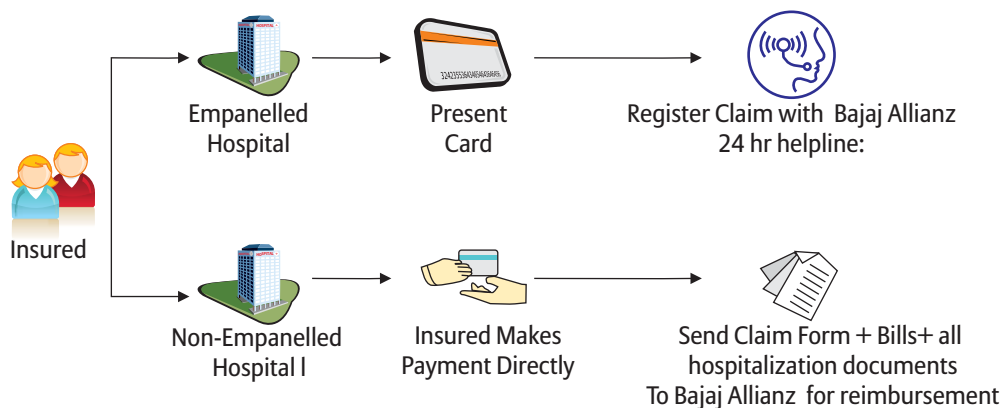 Empanelled
Hospital
Present
Card
Register Claim with Bajaj Allianz
24 hr helpline:
Insured
HOSPITAL
Non-Empanelled
Hospital l
Insured Makes
Payment Directly
Send Claim Form + Bills+ all
hospitalization documents
To Bajaj Allianz for reimbursement